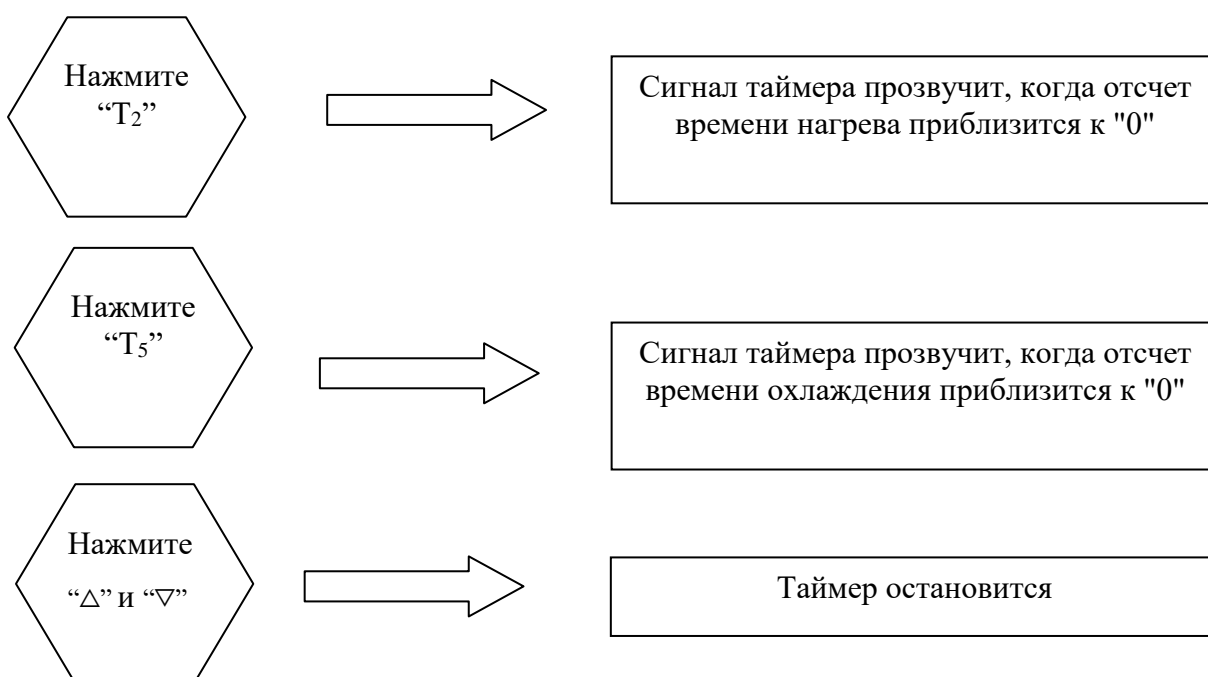 Нажмите
“T₂”
Сигнал таймера прозвучит, когда отсчет
времени нагрева приблизится к "0"
Нажмите
“T₅”
Сигнал таймера прозвучит, когда отсчет
времени охлаждения приблизится к "0"
Нажмите
“△” и “▽”
Таймер остановится